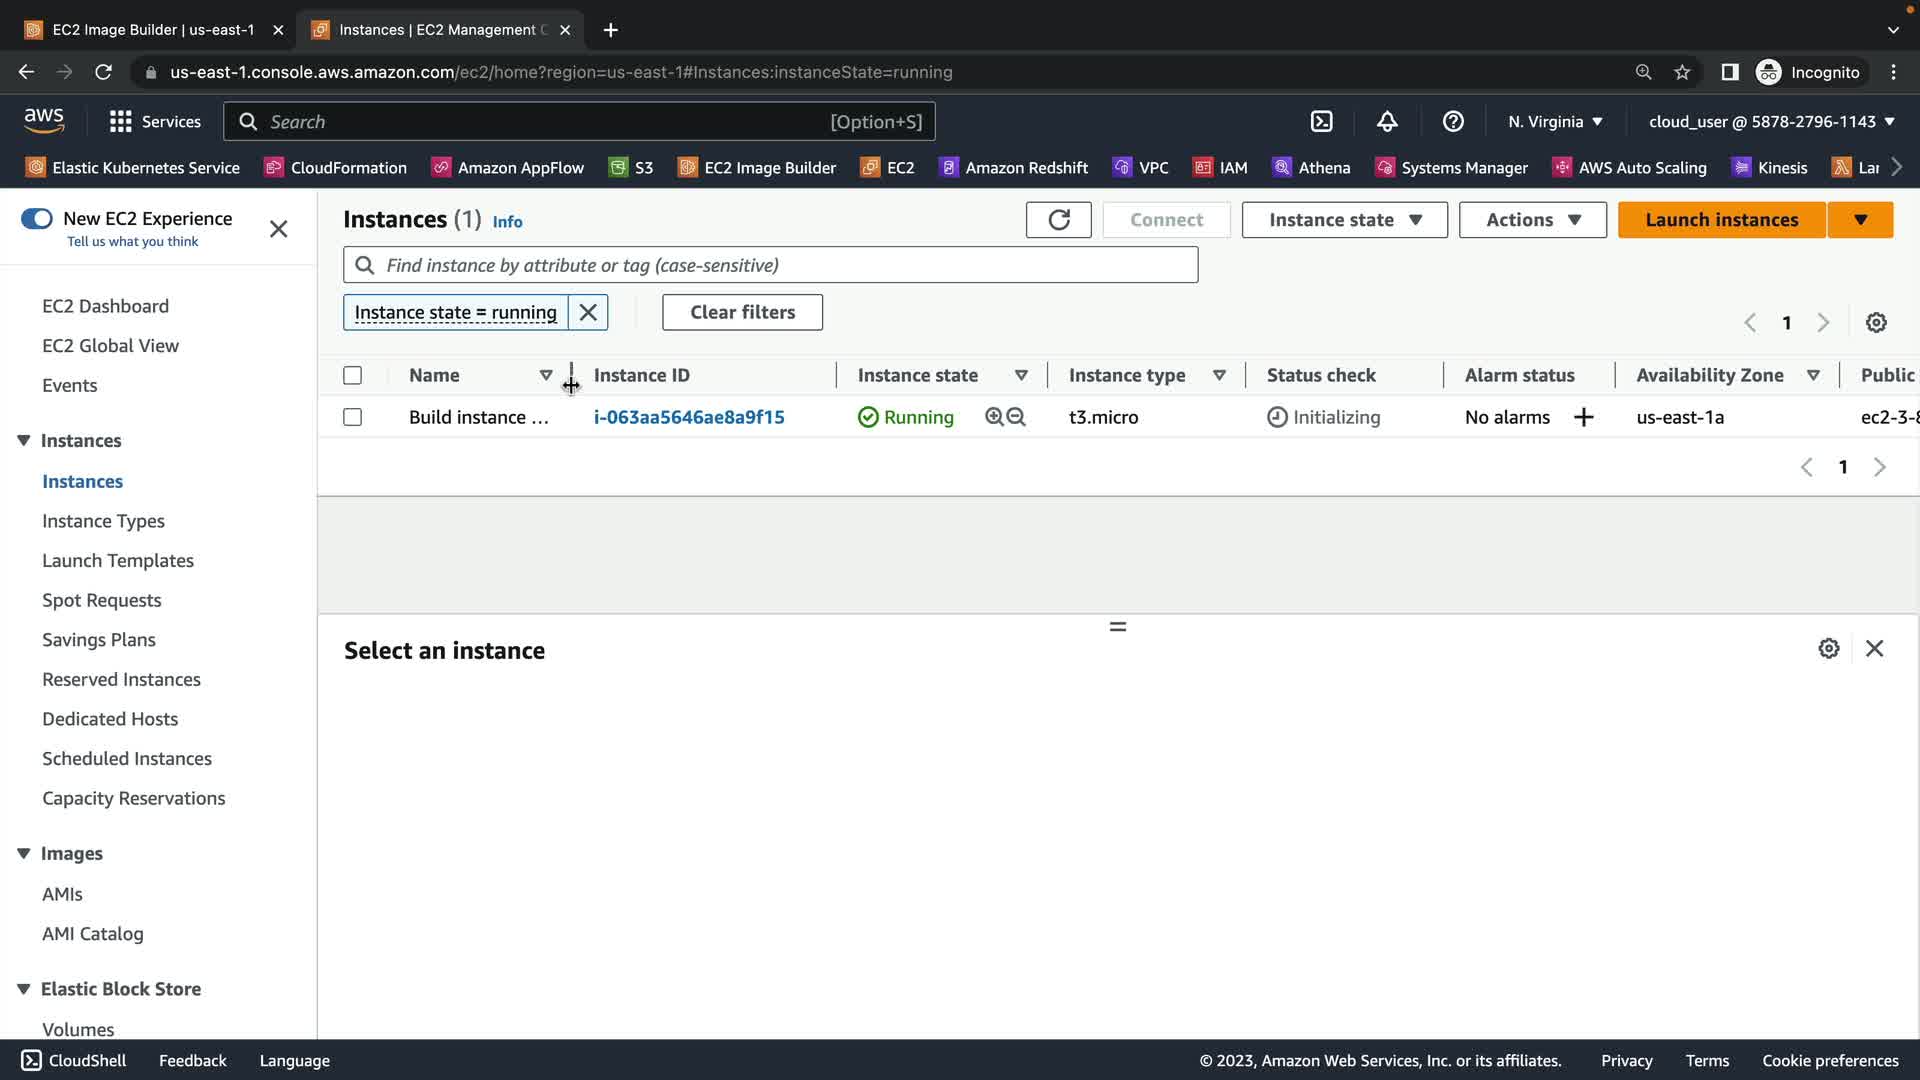 EC2 Image Builder | us-east-1
Instances | EC2 Management C
us-east-1.console.aws.amazon.com/ec2/home?region=us-east-1#Instances:instanceState=running
Incognito
aws
Services
Search
[Option+S]
N. Virginia
cloud_user @ 5878-2796-1143
Elastic Kubernetes Service
CloudFormation
Amazon AppFlow
S3
EC2 Image Builder
EC2
Amazon Redshift
VPC
IAM
Athena
Systems Manager
AWS Auto Scaling
Kinesis
Lar
New EC2 Experience
Tell us what you think
EC2 Dashboard
EC2 Global View
Events
Instances
Instances
Instance Types
Launch Templates
Spot Requests
Savings Plans
Reserved Instances
Dedicated Hosts
Scheduled Instances
Capacity Reservations
Images
AMIs
AMI Catalog
Elastic Block Store
Volumes
Instances (1) Info
Connect
Instance state
Actions
Launch instances
Find instance by attribute or tag (case-sensitive)
Instance state = running
Clear filters
1
Name
Instance ID
Instance state
Instance type
Status check
Alarm status
Availability Zone
Public
Build instance ...
i-063aa5646ae8a9f15
Running
t3.micro
Initializing
No alarms
us-east-1a
ec2-3-8
1
Select an instance
CloudShell
Feedback
Language
© 2023, Amazon Web Services, Inc. or its affiliates.
Privacy
Terms
Cookie preferences